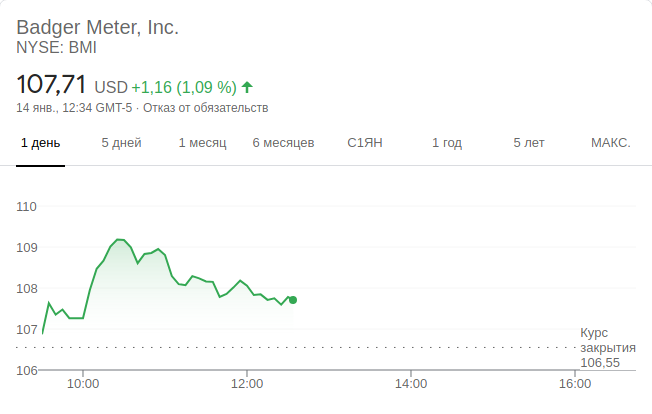 Badger Meter, Inc.
NYSE: BMI
107,71 USD +1,16 (1,09 %)
14 янв., 12:34 GMT-5 · Отказ от обязательств
1 день 5 дней 1 месяц 6 месяцев С1ЯН 1 год 5 лет МАКС.
110
109
108
107
Курс
закрытия
106,55
106
10:00 12:00 14:00 16:00